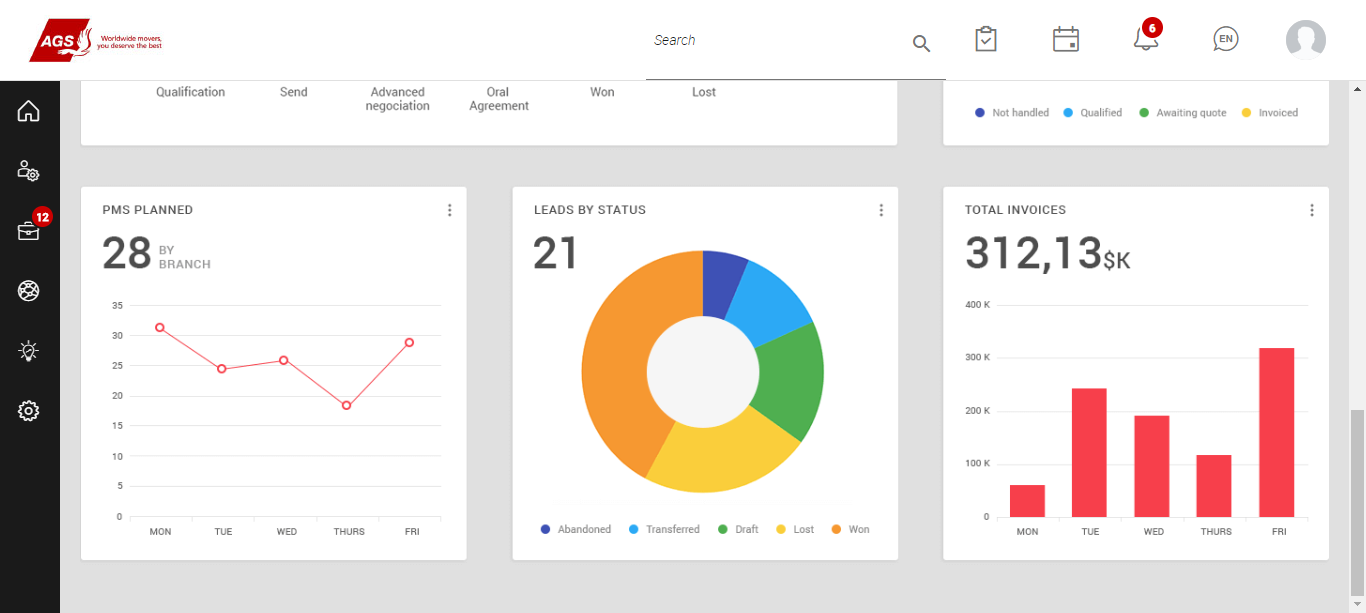 AGS
Worldwide movers,
you deserve the best
Search
6
EN
12
Qualification
Send
Advanced
negociation
Oral
Agreement
Won
Lost
Not handled
Qualified
Awaiting quote
Invoiced
PMS PLANNED
28
BY
BRANCH
35
30
25
20
15
10
5
0
MON
TUE
WED
THURS
FRI
LEADS BY STATUS
21
Abandoned
Transferred
Draft
Lost
Won
TOTAL INVOICES
312,13$K
400 K
300 K
200 K
100 K
0
MON
TUE
WED
THURS
FRI